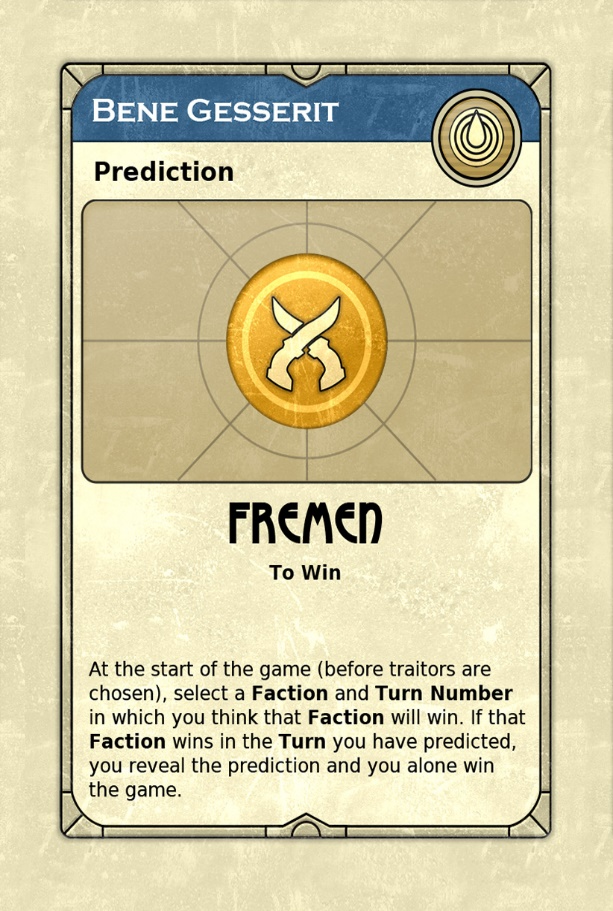 BENE GESSERIT
Prediction
FREMEN
To Win
At the start of the game (before traitors are
chosen), select a Faction and Turn Number
in which you think that Faction will win. If that
Faction wins in the Turn you have predicted,
you reveal the prediction and you alone win
the game.